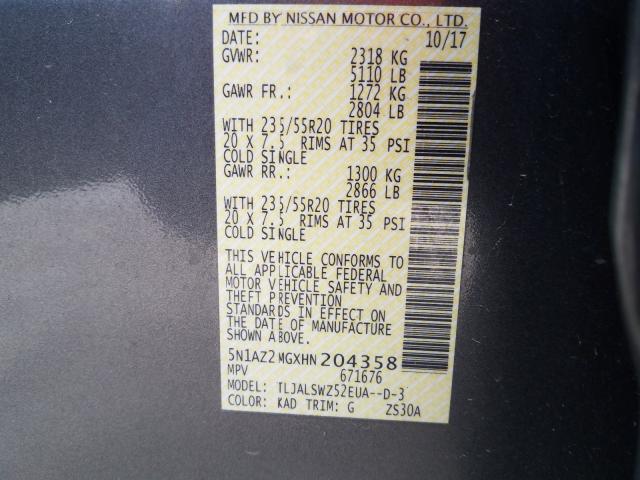 MFD BY NISSAN MOTOR CO., LTD.
DATE: 10/17
GVWR: 2318 KG
5110 LB
GAWR FR.: 1272 KG
2804 LB
WITH 235/55R20 TIRES
20 X 7.5 RIMS AT 35 PSI
COLD SINGLE
GAWR RR.: 1300 KG
2866 LB
WITH 235/55R20 TIRES
20 X 7.5 RIMS AT 35 PSI
COLD SINGLE
THIS VEHICLE CONFORMS TO
ALL APPLICABLE FEDERAL
MOTOR VEHICLE SAFETY AND
THEFT PREVENTION
STANDARDS IN EFFECT ON
THE DATE OF MANUFACTURE
SHOWN ABOVE.
5N1AZ2MGXHN204358
MPV 671676
MODEL: TLJALSWZ52EUA--D-3
COLOR: KAD TRIM: G ZS30A